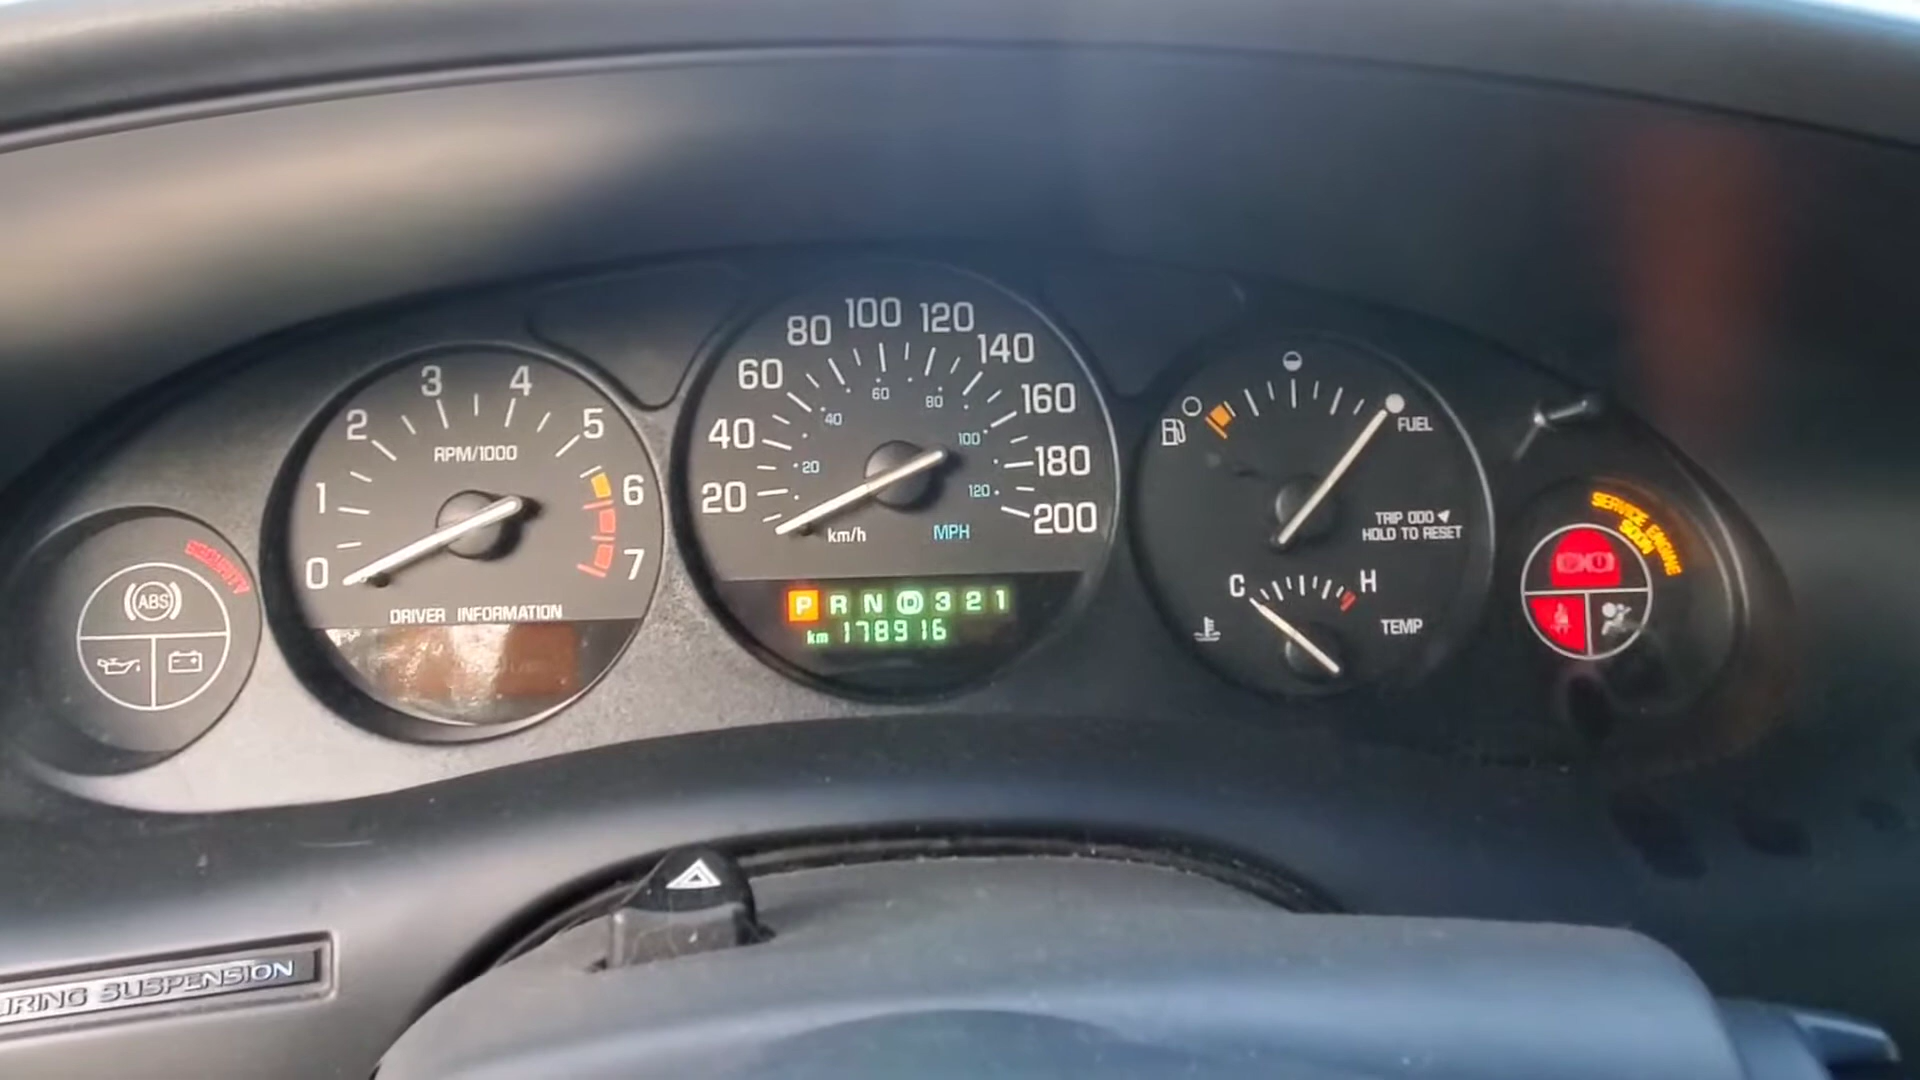 SECURITY
ABS
0 1 2 3 4 5 6 7
RPM/1000
DRIVER INFORMATION
20 40 60 80 100 120 140 160 180 200
20 40 60 80 100 120
km/h MPH
P R N D 3 2 1
km 178916
FUEL
TRIP ODO
HOLD TO RESET
C H
TEMP
SERVICE ENGINE
SOON
URING SUSPENSION